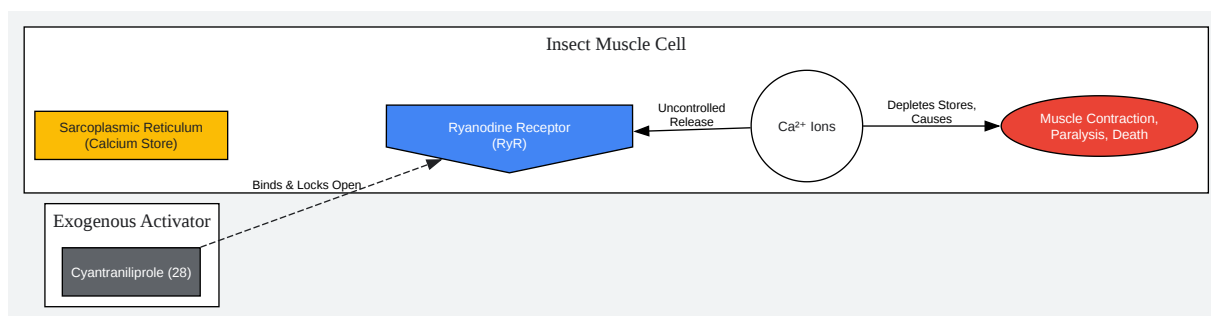 Insect Muscle Cell
Sarcoplasmic Reticulum
(Calcium Store)
Ryanodine Receptor
(RyR)
Uncontrolled
Release
Ca²⁺ Ions
Depletes Stores,
Causes
Muscle Contraction,
Paralysis, Death
Binds & Locks Open
Exogenous Activator
Cyantraniliprole (28)